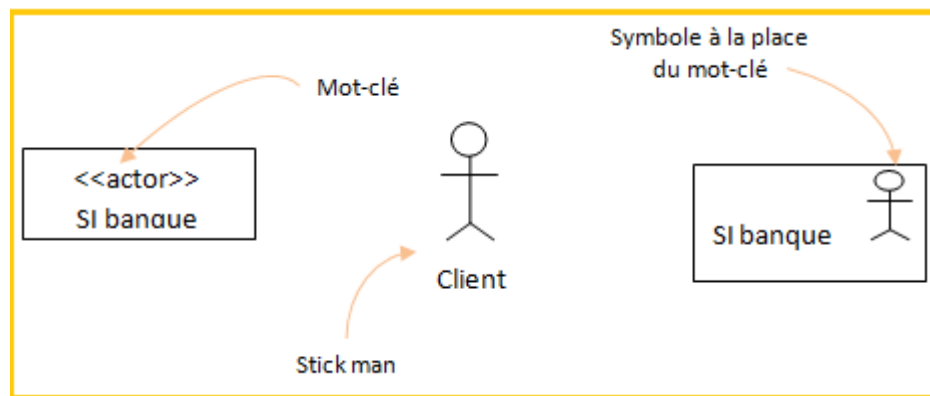 Symbole à la place
du mot-clé
Mot-clé
<<actor>>
SI banque
SI banque
Client
Stick man